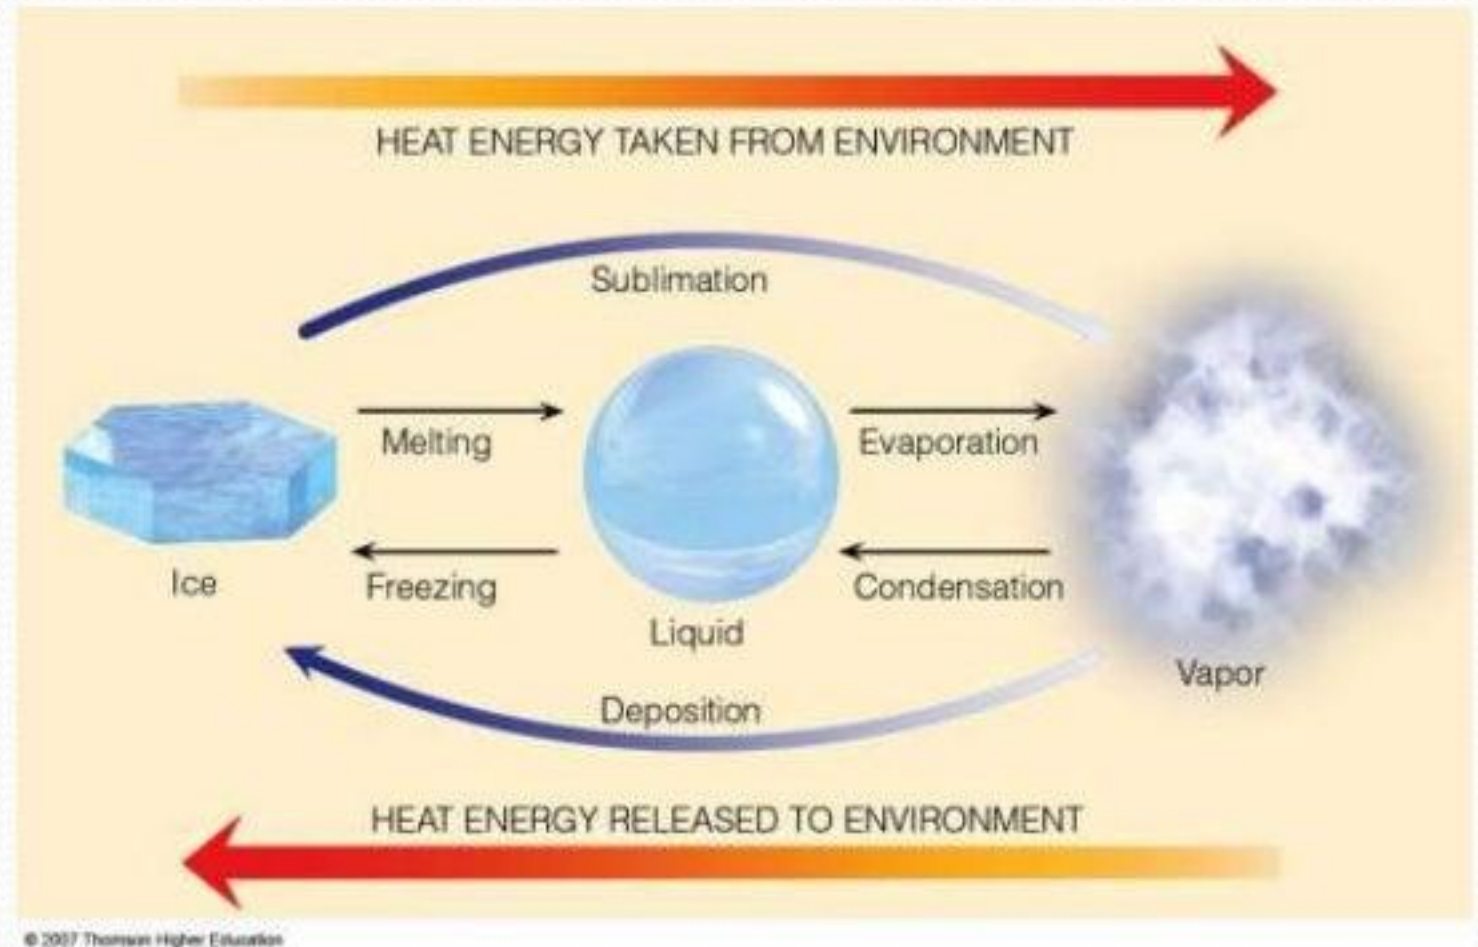 HEAT ENERGY TAKEN FROM ENVIRONMENT
Sublimation
Melting
Evaporation
Ice
Freezing
Condensation
Liquid
Vapor
Deposition
HEAT ENERGY RELEASED TO ENVIRONMENT
© 2007 Thomson Higher Education